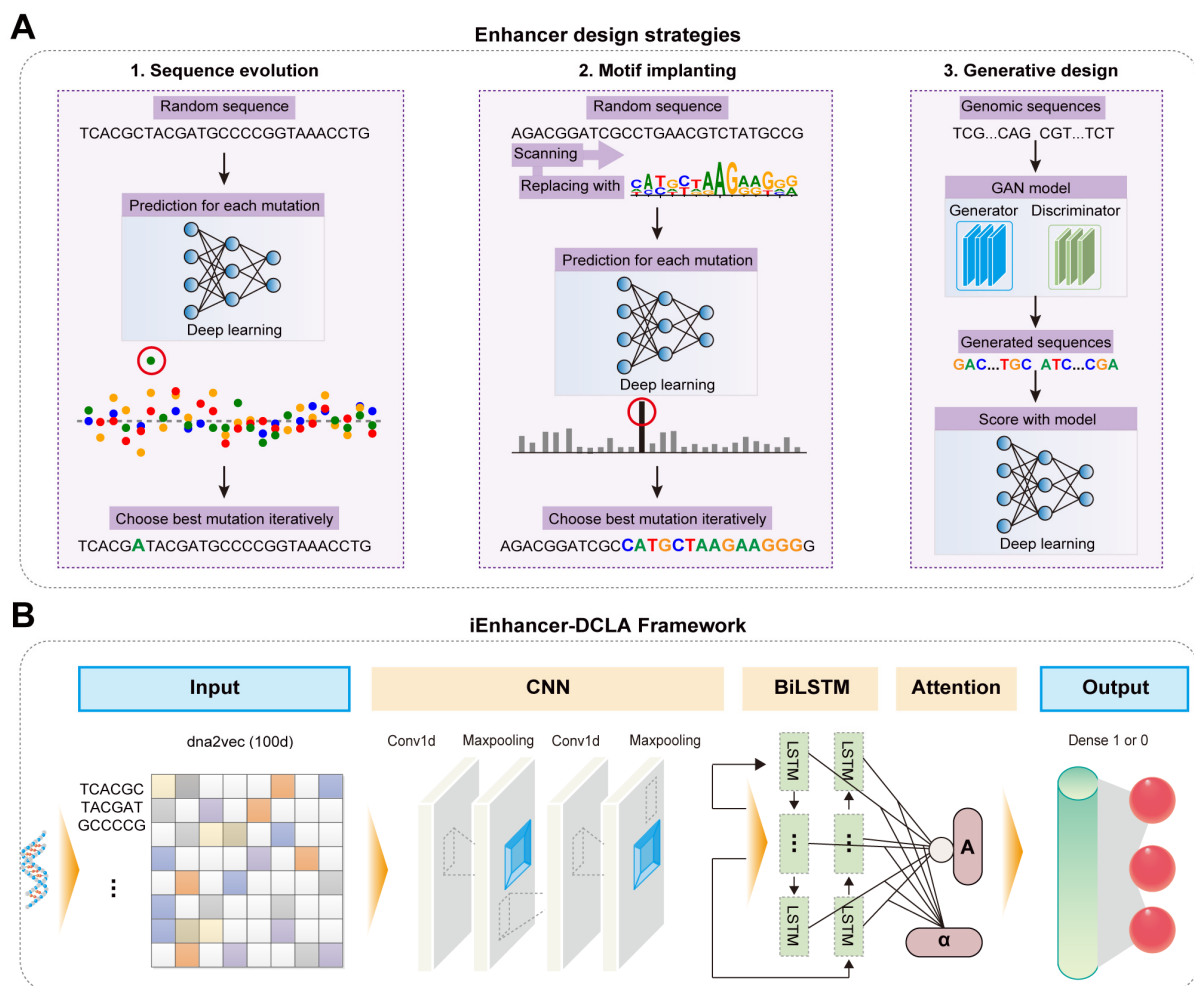 A
Enhancer design strategies
1. Sequence evolution
Random sequence
TCACGCTACGATGCCCCGGTAAACCTG
Prediction for each mutation
Deep learning
Choose best mutation iteratively
TCACGATACGATGCCCCGGTAAACCTG
2. Motif implanting
Random sequence
AGACGGATCGCCTGAACGTCTATGCCG
Scanning
Replacing with
CATGCTAAGAAGGG
Prediction for each mutation
Deep learning
Choose best mutation iteratively
AGACGGATCGCCATGCTAAGAAGGGG
3. Generative design
Genomic sequences
TCG...CAG CGT...TCT
GAN model
Generator Discriminator
Generated sequences
GAC...TGC ATC...CGA
Score with model
Deep learning
B
iEnhancer-DCLA Framework
Input
dna2vec (100d)
TCACGC
TACGAT
GCCCCG
...
CNN
Conv1d Maxpooling Conv1d Maxpooling
BiLSTM
LSTM LSTM
... ...
LSTM LSTM
Attention
A
α
Output
Dense 1 or 0